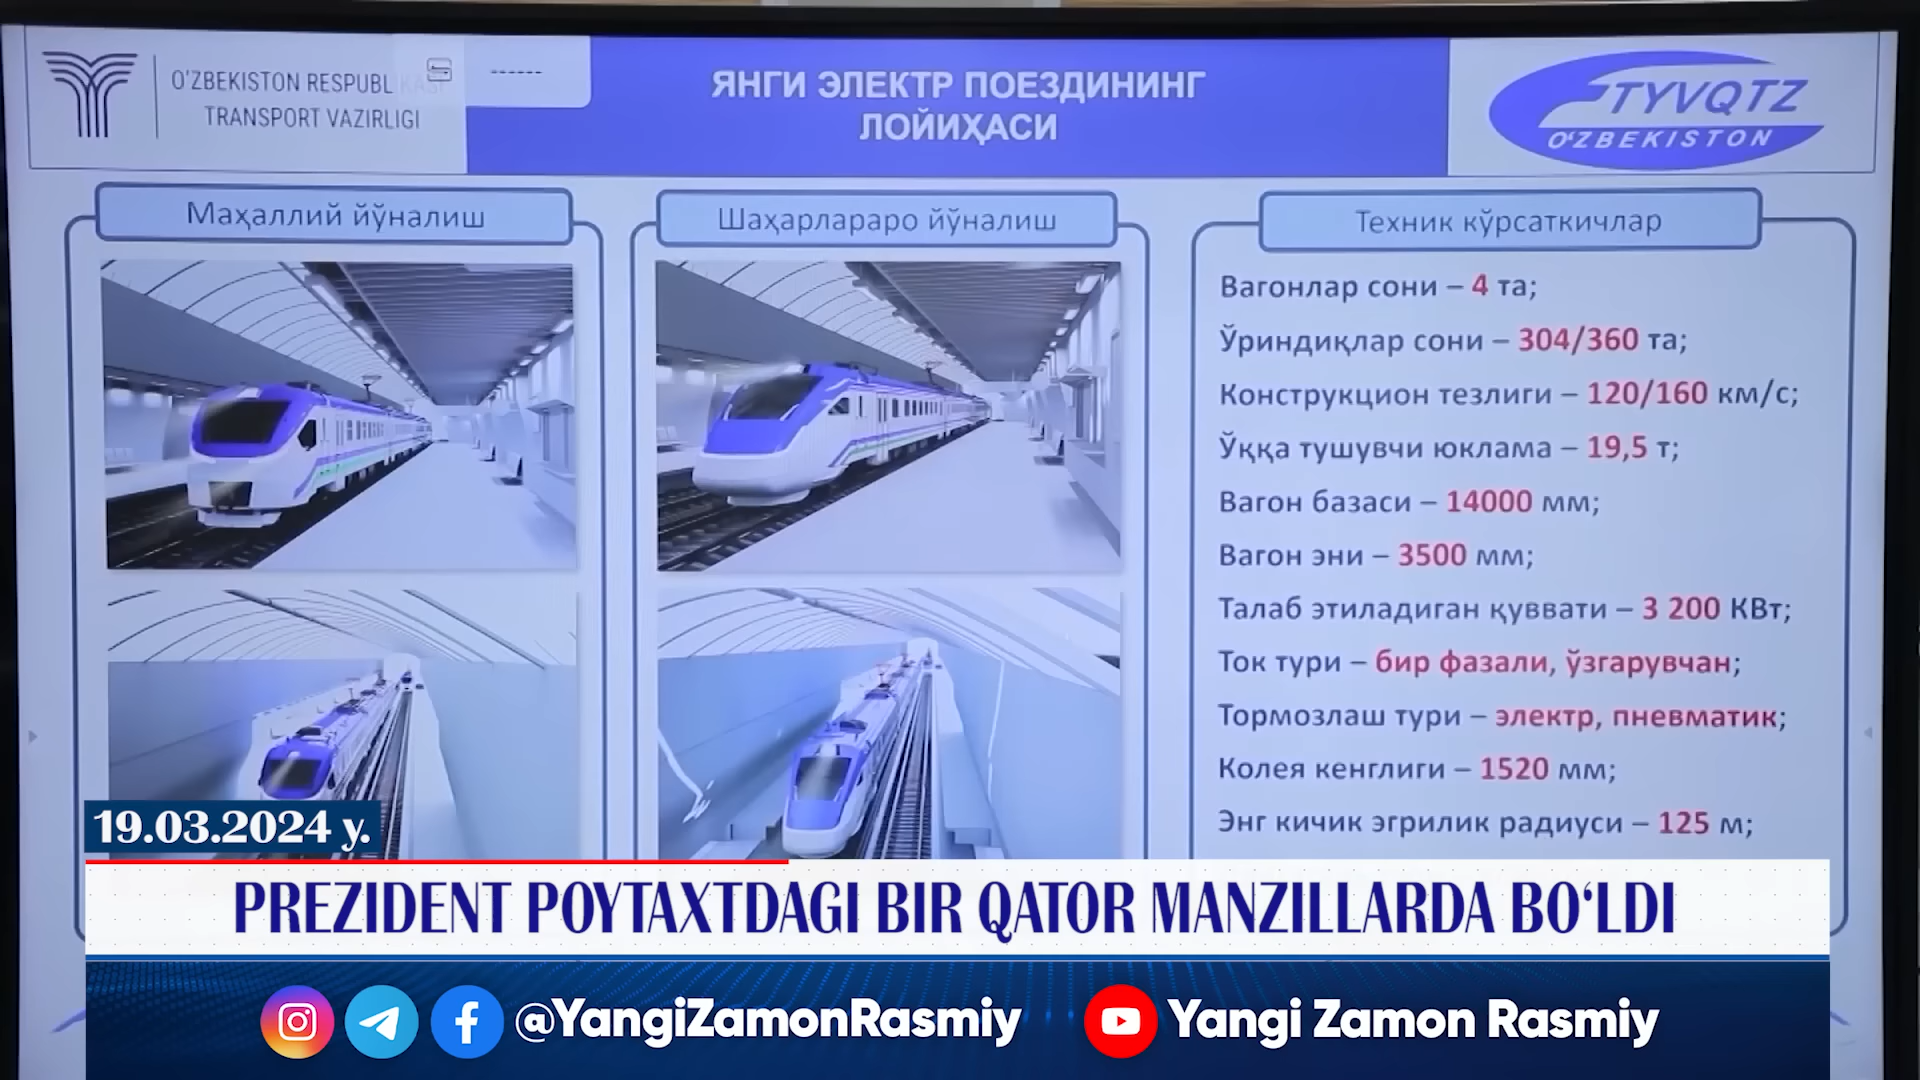 O'ZBEKISTON RESPUBLIKASI
TRANSPORT VAZIRLIGI
ЯНГИ ЭЛЕКТР ПОЕЗДИНИНГ
ЛОЙИҲАСИ
TYVQTZ
O'ZBEKISTON
Маҳаллий йўналиш
Шаҳарлараро йўналиш
Техник кўрсаткичлар
Вагонлар сони – 4 та;
Ўриндиқлар сони – 304/360 та;
Конструкцион тезлиги – 120/160 км/с;
Ўққа тушувчи юклама – 19,5 т;
Вагон базаси – 14000 мм;
Вагон эни – 3500 мм;
Талаб этиладиган қуввати – 3 200 КВт;
Ток тури – бир фазали, ўзгарувчан;
Тормозлаш тури – электр, пневматик;
Колея кенглиги – 1520 мм;
Энг кичик эгрилик радиуси – 125 м;
19.03.2024 y.
PREZIDENT POYTAXTDAGI BIR QATOR MANZILLARDA BO‘LDI
@YangiZamonRasmiy
Yangi Zamon Rasmiy